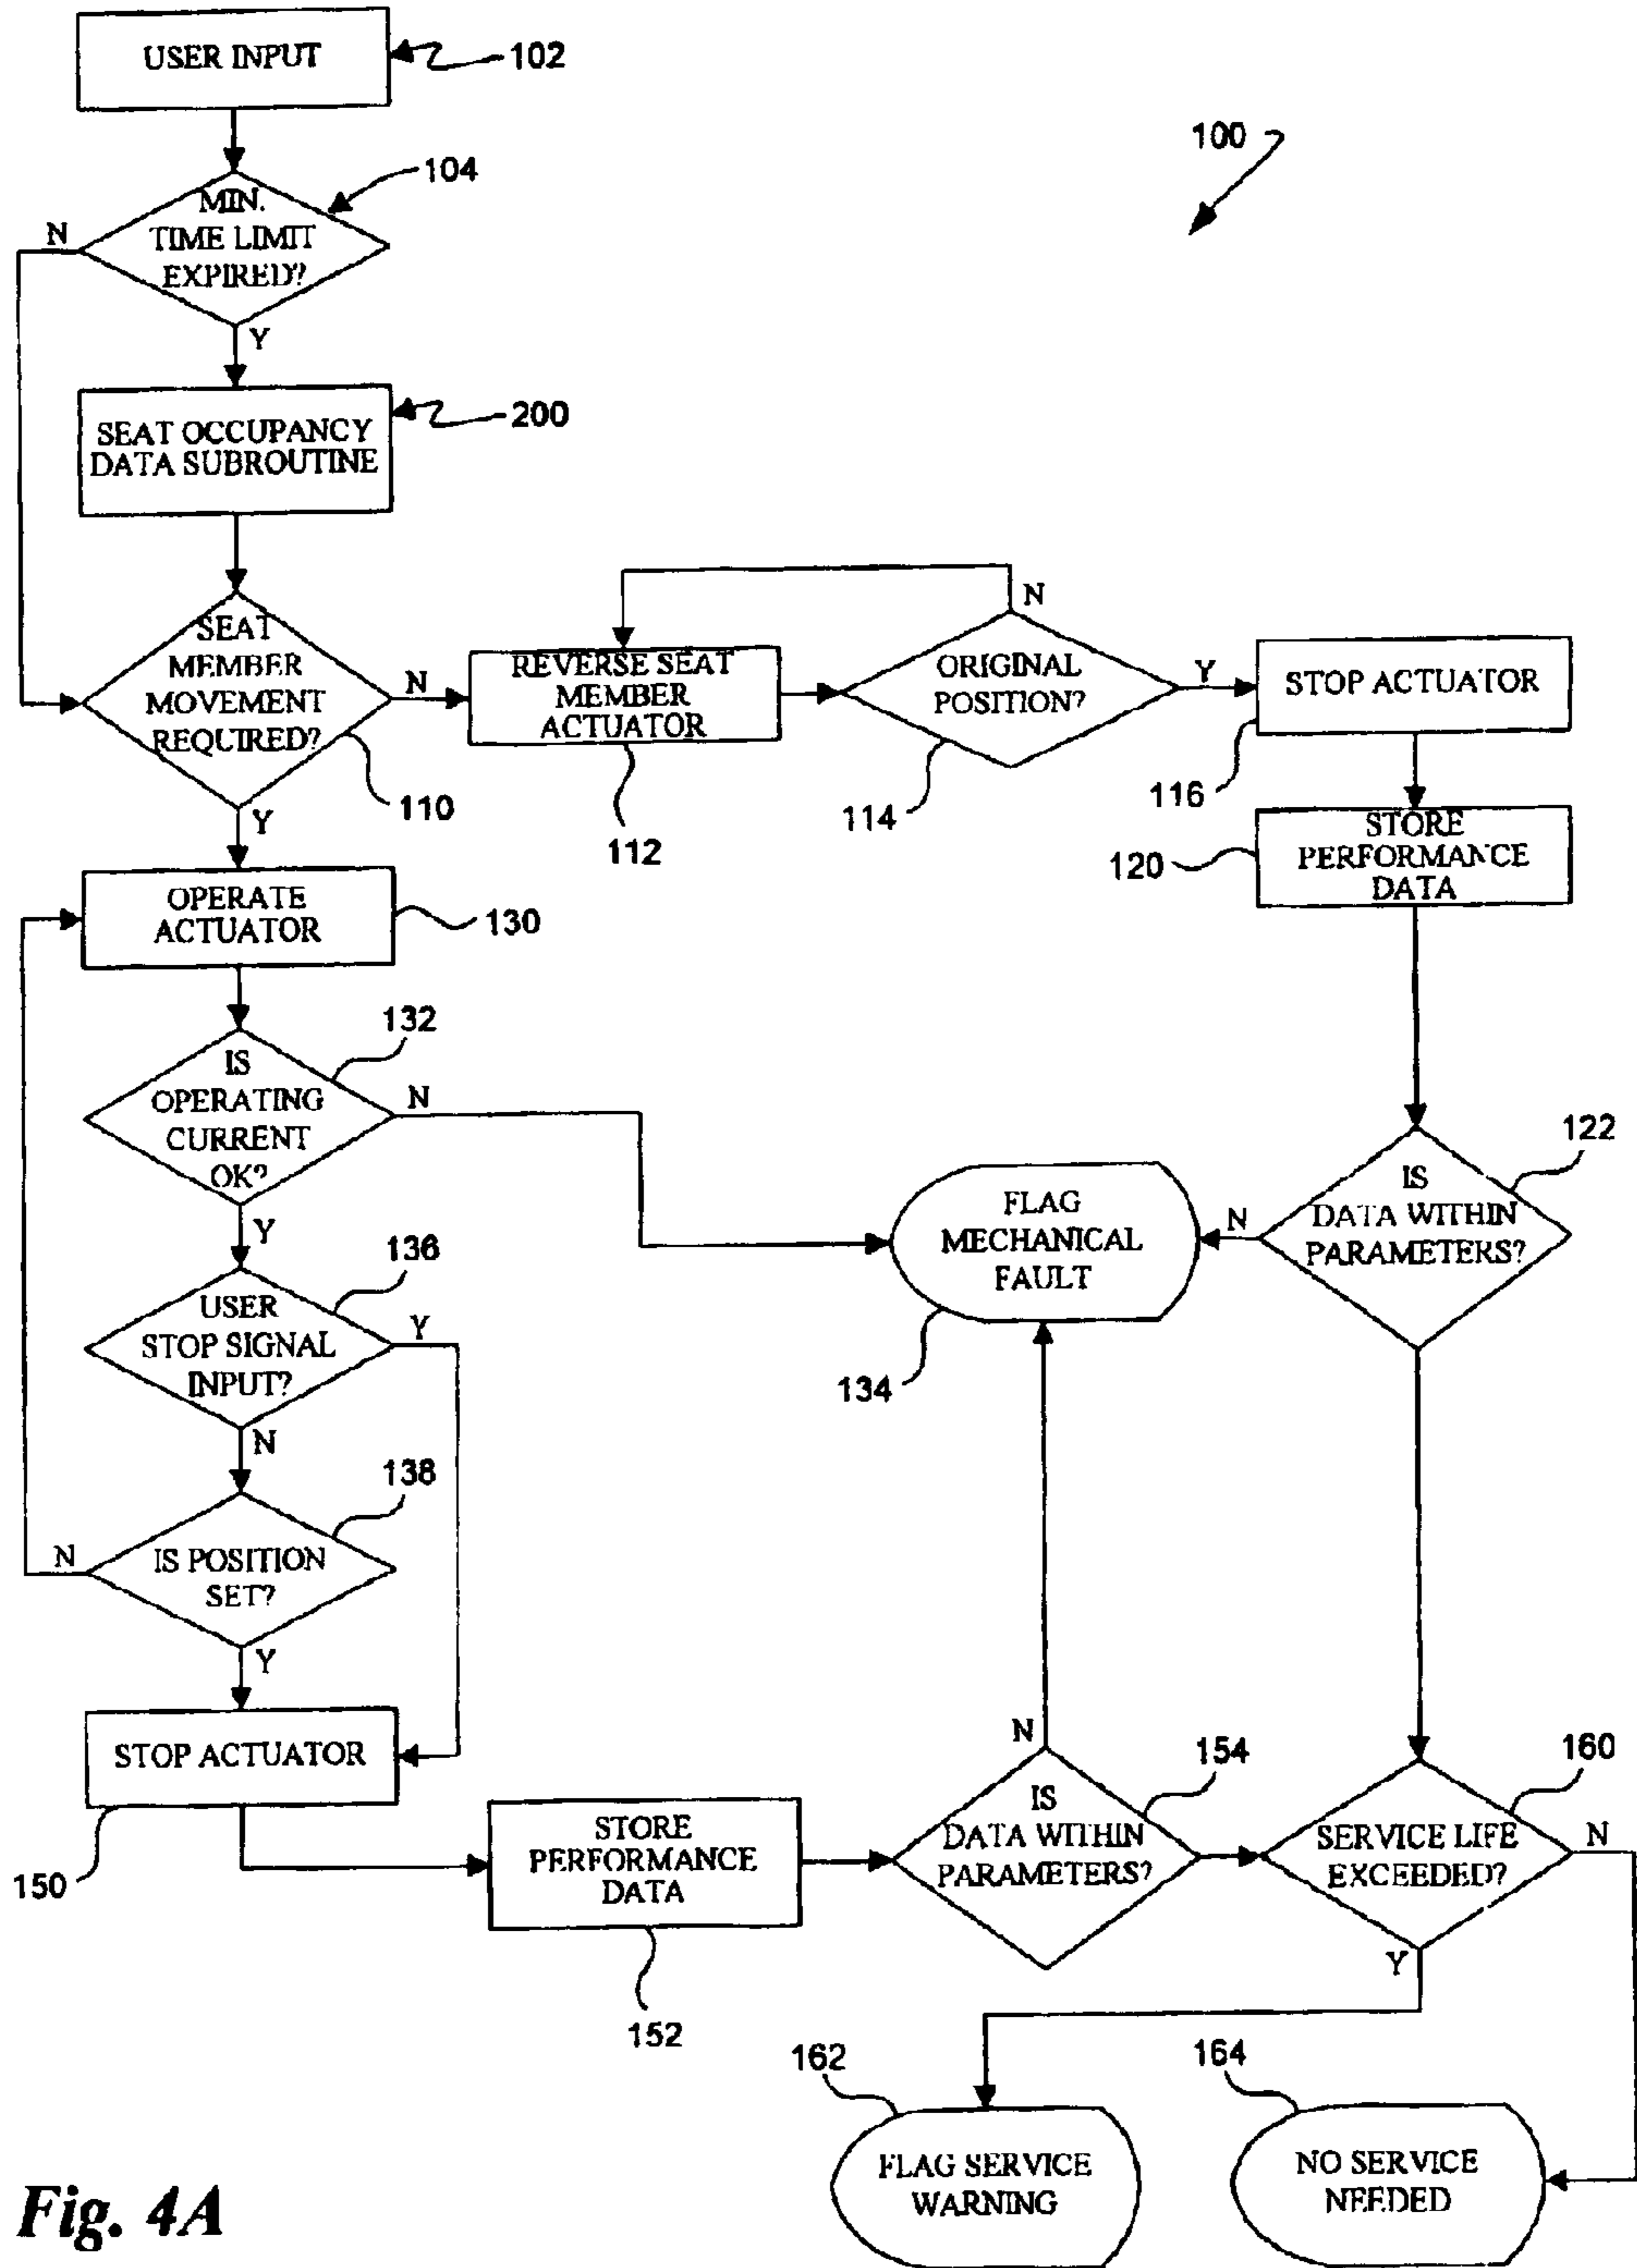 USER INPUT
102
100
104
MIN.
TIME LIMIT
EXPIRED?
N
Y
200
SEAT OCCUPANCY
DATA SUBROUTINE
SEAT
MEMBER
MOVEMENT
REQUIRED?
N
Y
110
REVERSE SEAT
MEMBER
ACTUATOR
112
N
ORIGINAL
POSITION?
Y
114
STOP ACTUATOR
116
STORE
PERFORMANCE
DATA
120
OPERATE
ACTUATOR
130
132
IS
OPERATING
CURRENT
OK?
N
Y
122
IS
DATA WITHIN
PARAMETERS?
N
FLAG
MECHANICAL
FAULT
134
136
USER
STOP SIGNAL
INPUT?
Y
N
138
IS POSITION
SET?
N
Y
STOP ACTUATOR
150
STORE
PERFORMANCE
DATA
152
N
154
IS
DATA WITHIN
PARAMETERS?
160
SERVICE LIFE
EXCEEDED?
N
Y
162
FLAG SERVICE
WARNING
164
NO SERVICE
NEEDED
Fig. 4A